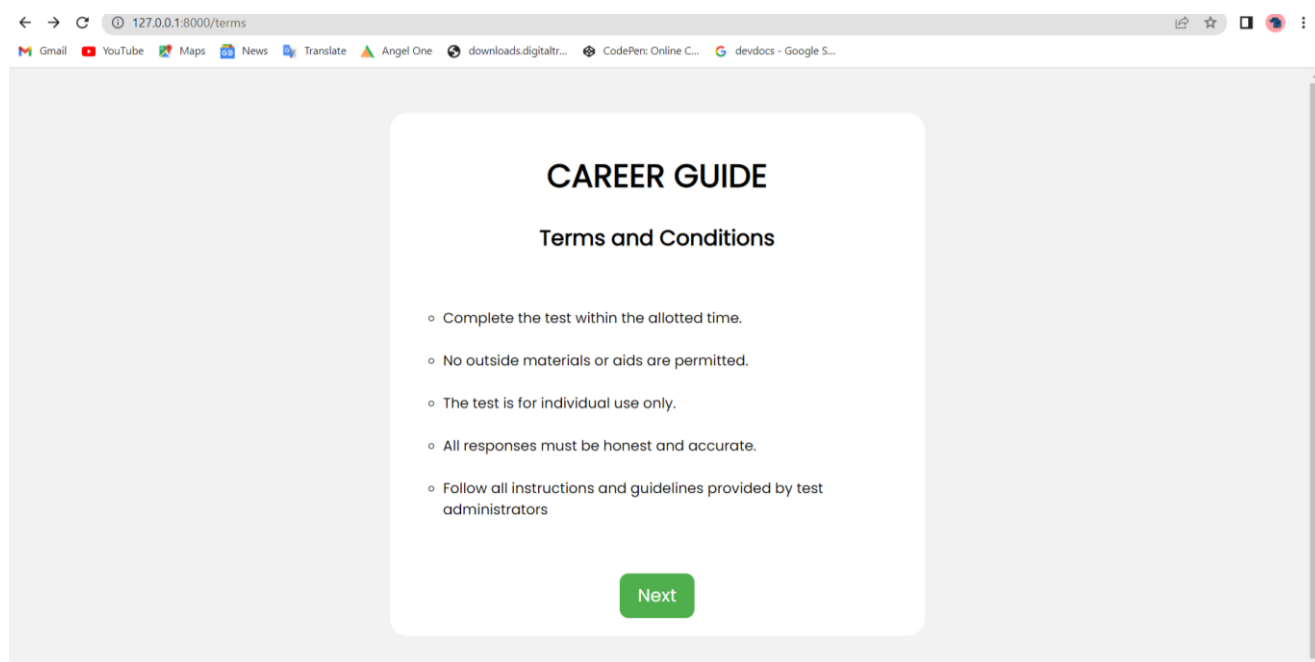 127.0.0.1:8000/terms
Gmail YouTube Maps News Translate Angel One downloads.digitaltr... CodePen: Online C... devdocs - Google S...
CAREER GUIDE
Terms and Conditions
Complete the test within the allotted time.
No outside materials or aids are permitted.
The test is for individual use only.
All responses must be honest and accurate.
Follow all instructions and guidelines provided by test
administrators
Next